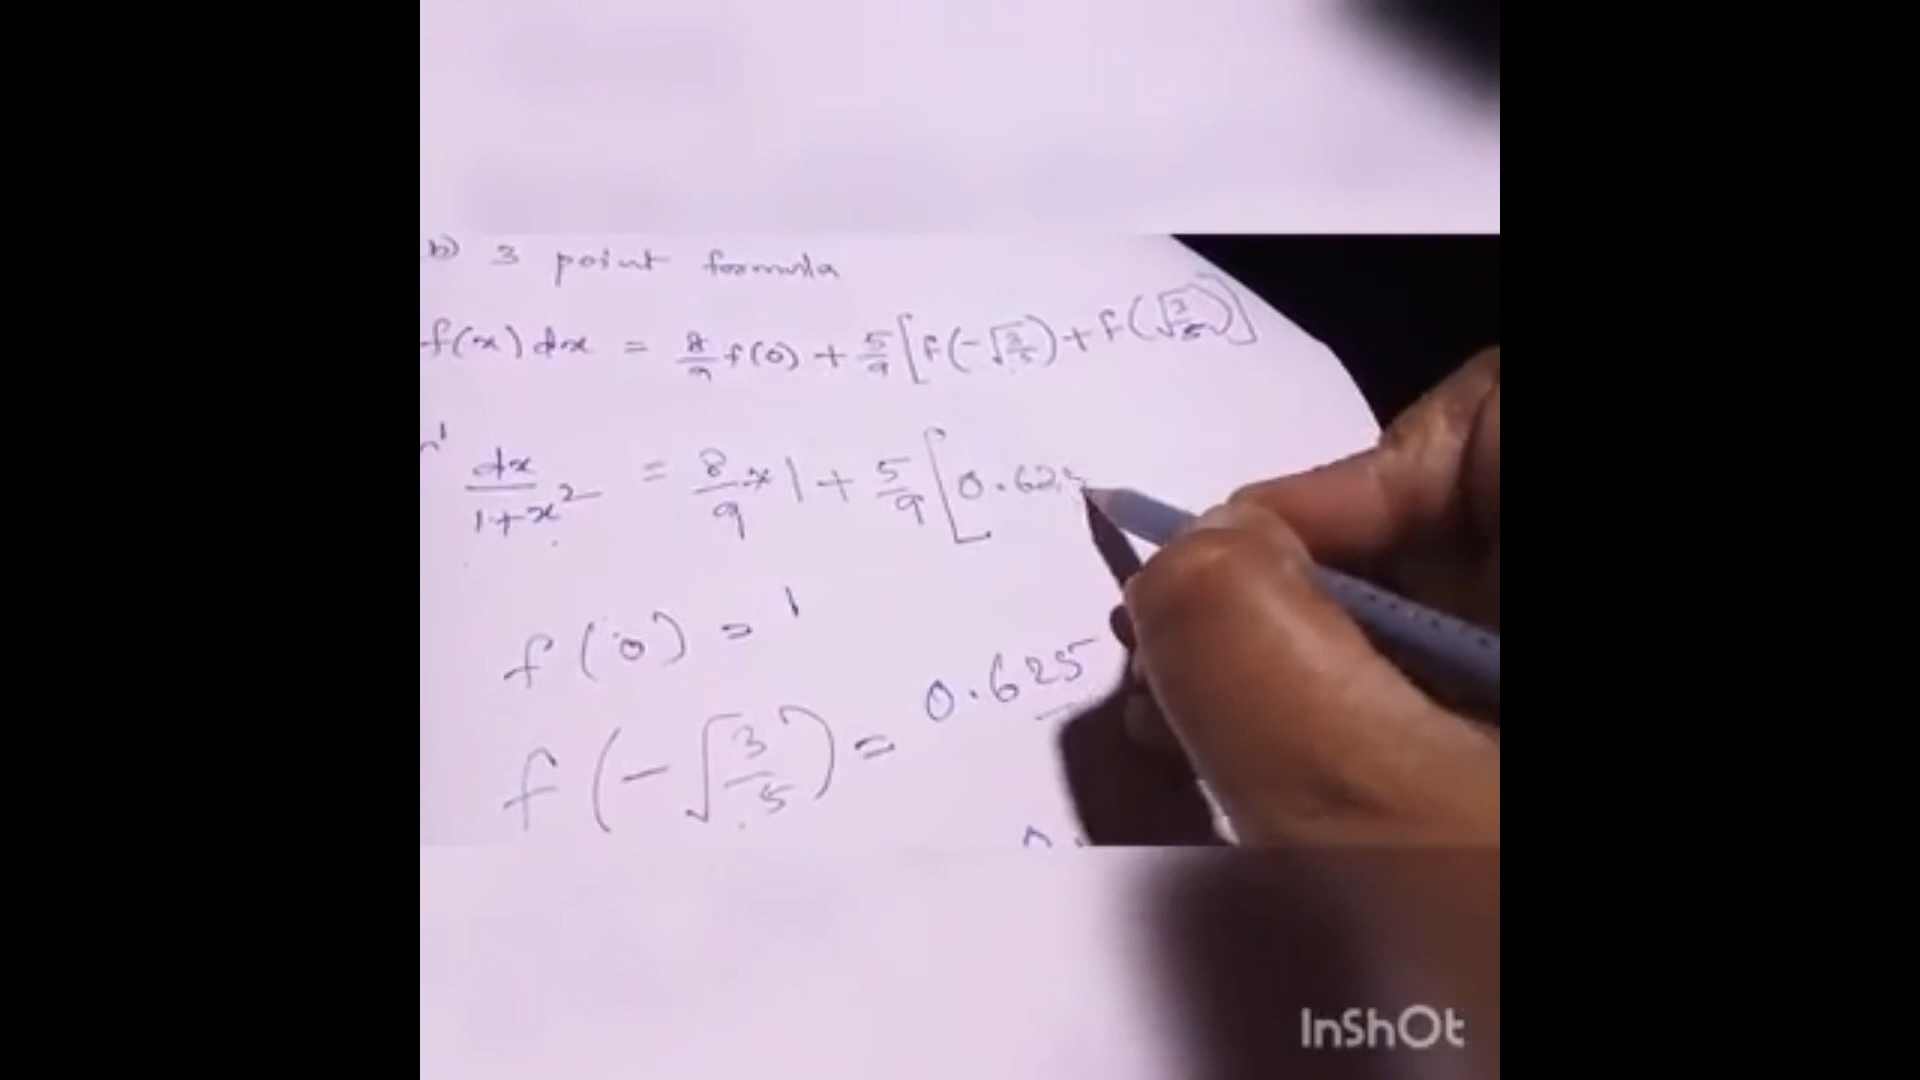 b) 3 point formula
f(x) dx = 8/9 f(0) + 5/9 [f(-√(3/5)) + f(√(3/5))]
dx/(1+x²) = 8/9 * 1 + 5/9 [0.625
f(0) = 1
f(-√(3/5)) = 0.625
InShOt